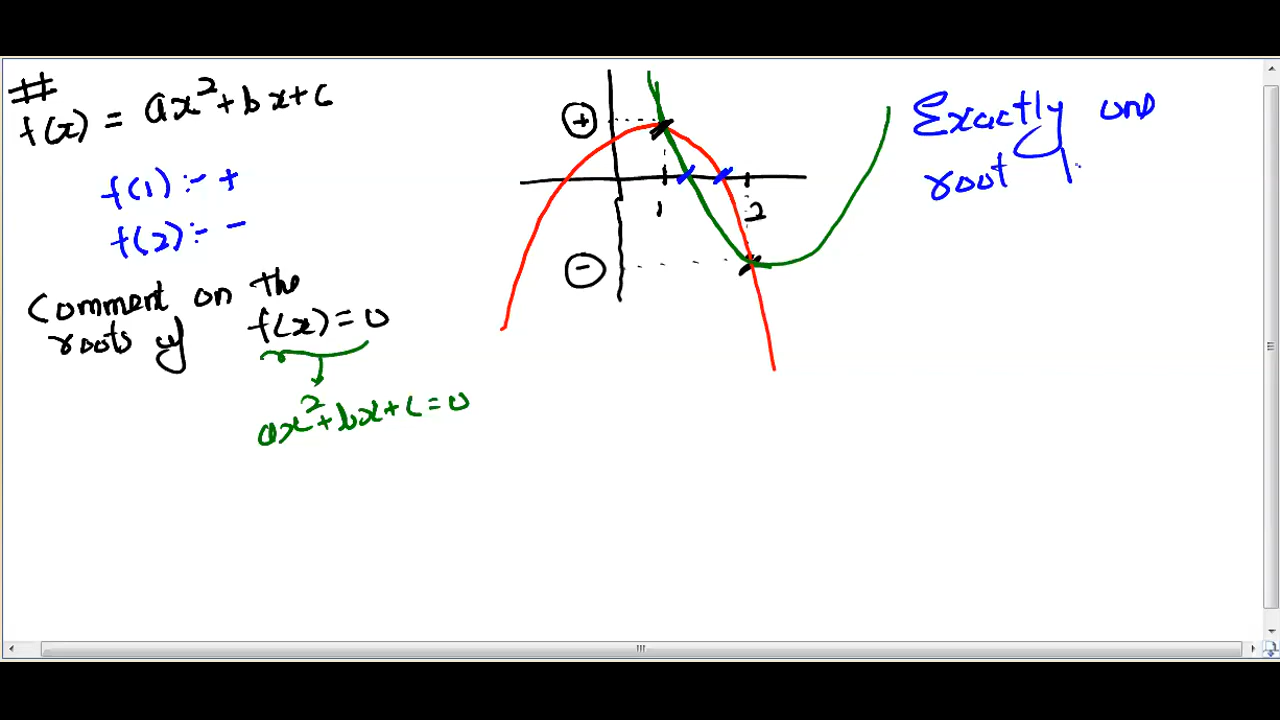 #
f(x) = ax²+bx+c
f(1) :- +
f(2) :- -
Comment on the
roots of f(x) = 0
ax²+bx+c=0
+
1
2
-
Exactly one
root